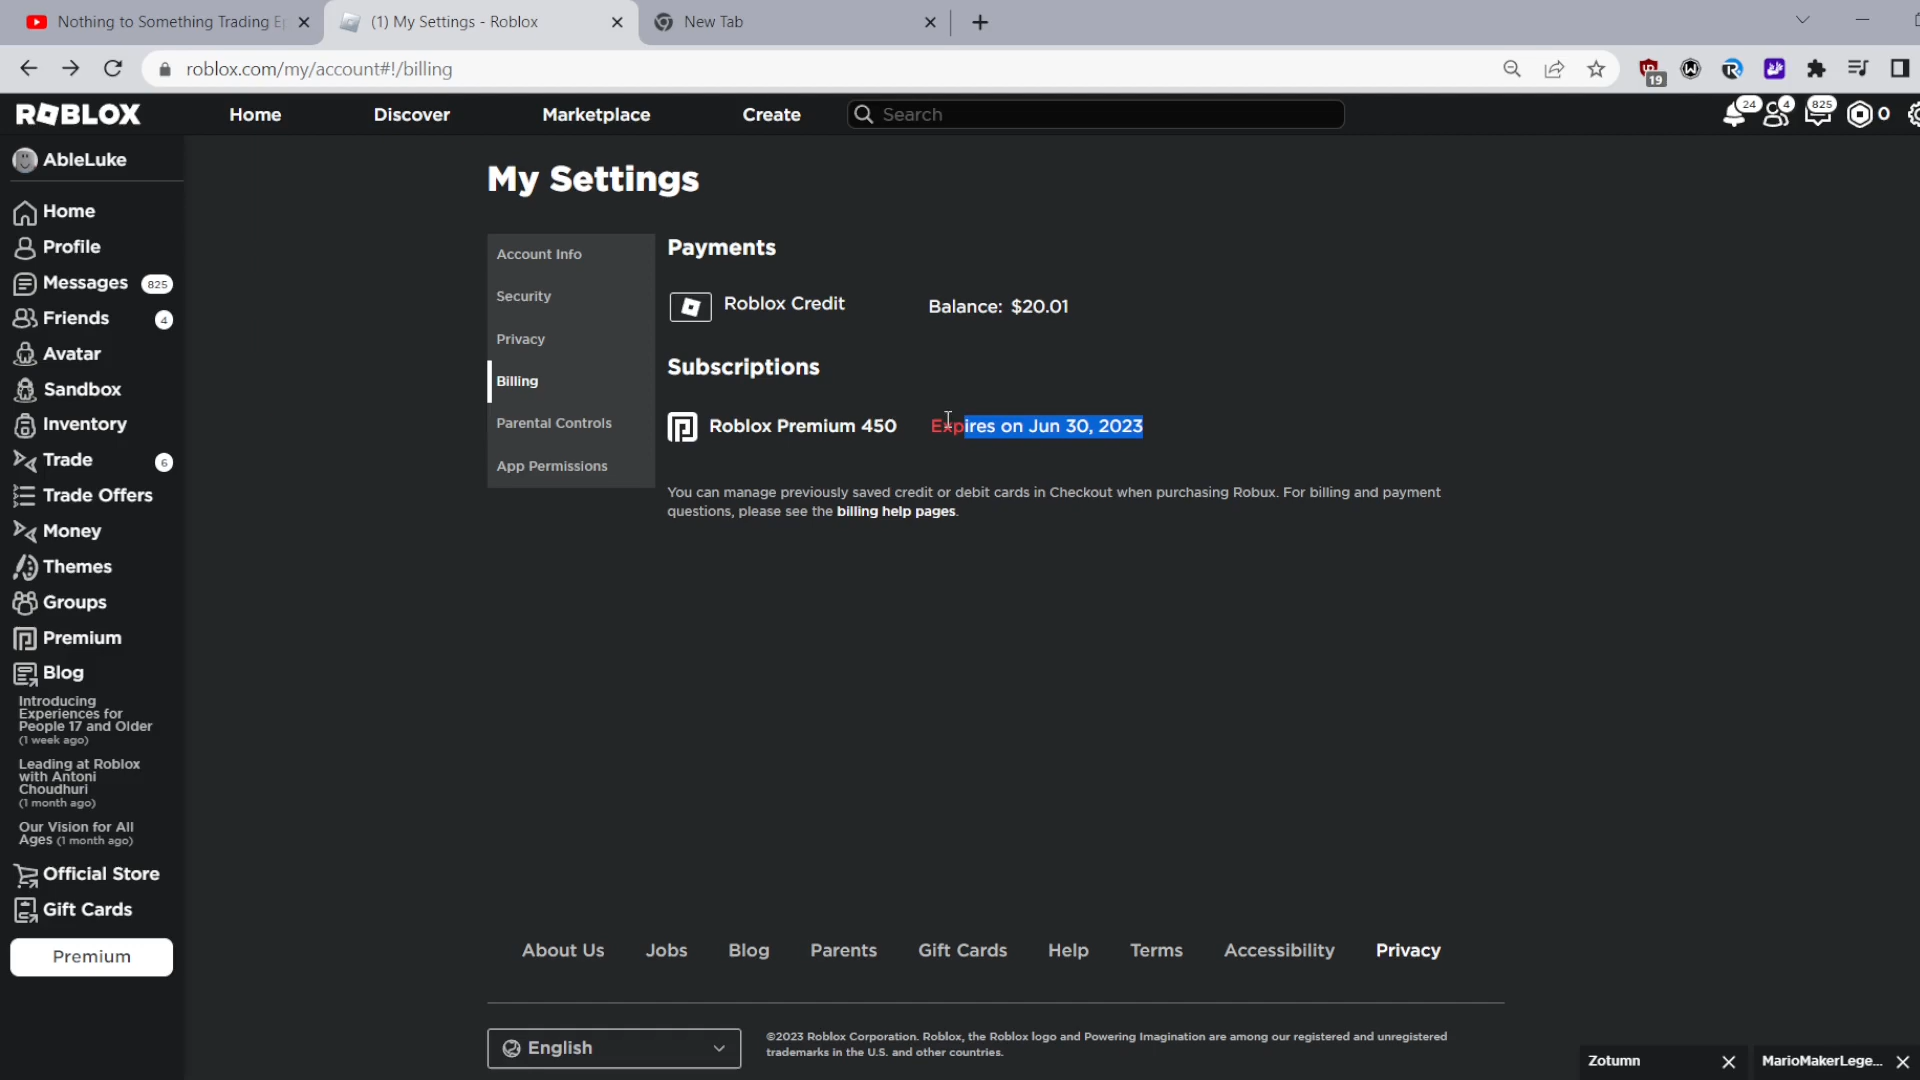 Nothing to Something Trading Ep
(1) My Settings - Roblox
New Tab
roblox.com/my/account#!/billing
19
ROBLOX
Home
Discover
Marketplace
Create
Search
24
4
825
0
AbleLuke
Home
Profile
Messages 825
Friends 4
Avatar
Sandbox
Inventory
Trade 6
Trade Offers
Money
Themes
Groups
Premium
Blog
Introducing
Experiences for
People 17 and Older
(1 week ago)
Leading at Roblox
with Antoni
Choudhuri
(1 month ago)
Our Vision for All
Ages (1 month ago)
Official Store
Gift Cards
Premium
My Settings
Account Info
Security
Privacy
Billing
Parental Controls
App Permissions
Payments
Roblox Credit
Balance: $20.01
Subscriptions
Roblox Premium 450
Expires on Jun 30, 2023
You can manage previously saved credit or debit cards in Checkout when purchasing Robux. For billing and payment
questions, please see the billing help pages.
About Us
Jobs
Blog
Parents
Gift Cards
Help
Terms
Accessibility
Privacy
English
©2023 Roblox Corporation. Roblox, the Roblox logo and Powering Imagination are among our registered and unregistered
trademarks in the U.S. and other countries.
Zotumn
MarioMakerLege...